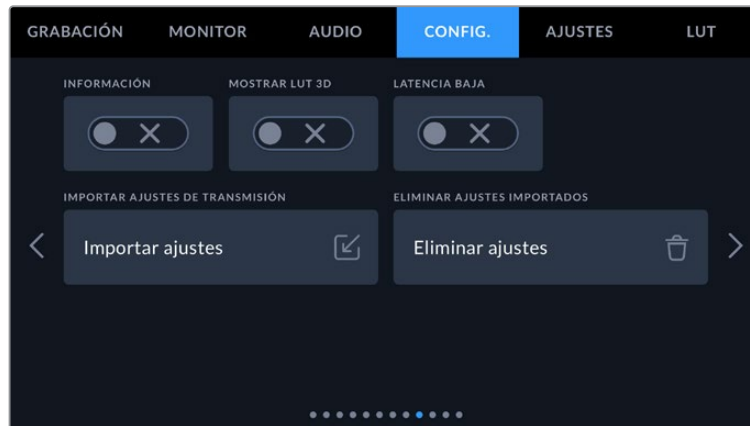 GRABACIÓN MONITOR AUDIO CONFIG. AJUSTES LUT
INFORMACIÓN MOSTRAR LUT 3D LATENCIA BAJA
IMPORTAR AJUSTES DE TRANSMISIÓN ELIMINAR AJUSTES IMPORTADOS
Importar ajustes Eliminar ajustes